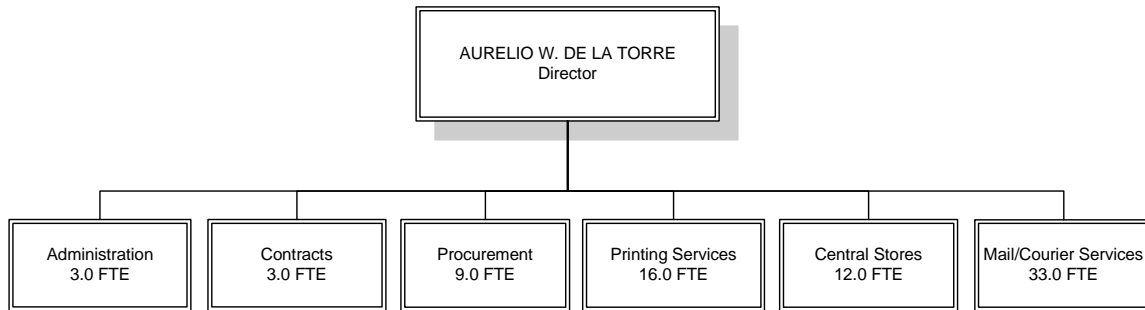 AURELIO W. DE LA TORRE
Director
Administration
3.0 FTE
Contracts
3.0 FTE
Procurement
9.0 FTE
Printing Services
16.0 FTE
Central Stores
12.0 FTE
Mail/Courier Services
33.0 FTE